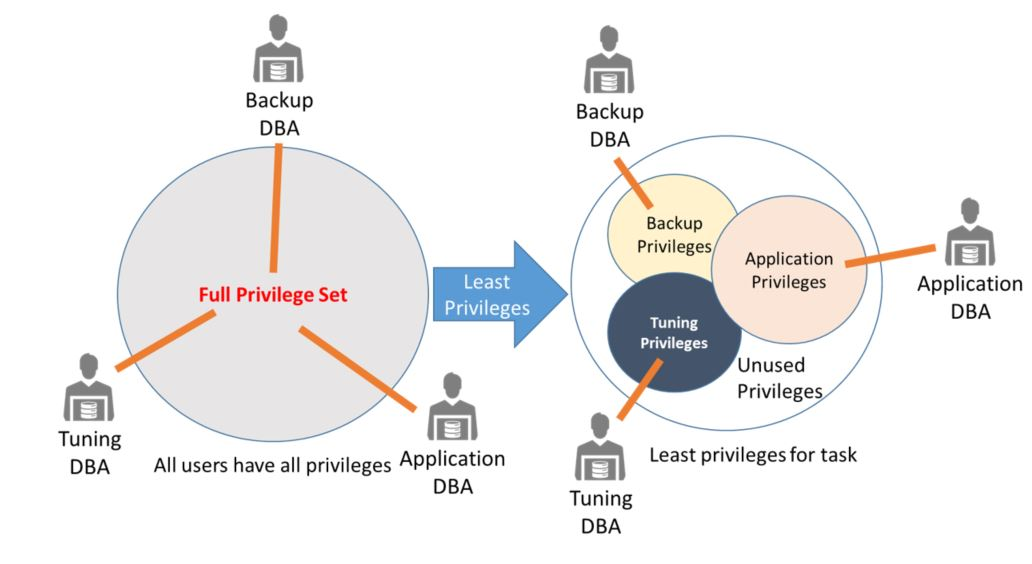 Backup
DBA
Full Privilege Set
Tuning
DBA
All users have all privileges
Application
DBA
Least
Privileges
Backup
DBA
Backup
Privileges
Application
Privileges
Tuning
Privileges
Unused
Privileges
Application
DBA
Least privileges for task
Tuning
DBA